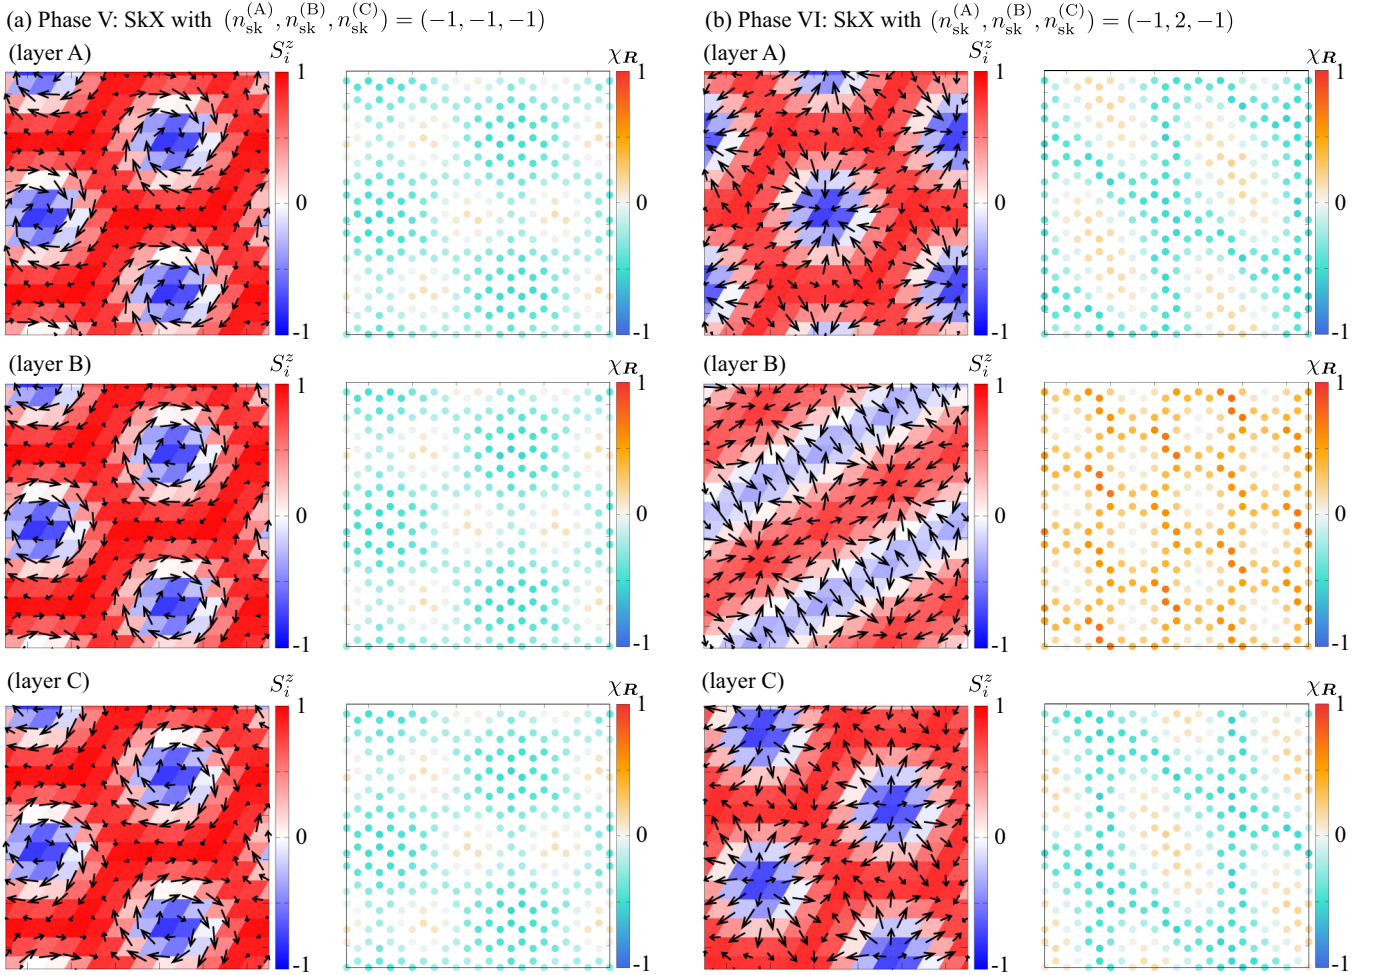 (a) Phase V: SkX with (n_sk^(A), n_sk^(B), n_sk^(C)) = (−1, −1, −1)
(b) Phase VI: SkX with (n_sk^(A), n_sk^(B), n_sk^(C)) = (−1, 2, −1)
(layer A) S_i^z χ_R (layer A) S_i^z χ_R
1 1 1 1
0 0 0 0
-1 -1 -1 -1
(layer B) S_i^z χ_R (layer B) S_i^z χ_R
1 1 1 1
0 0 0 0
-1 -1 -1 -1
(layer C) S_i^z χ_R (layer C) S_i^z χ_R
1 1 1 1
0 0 0 0
-1 -1 -1 -1